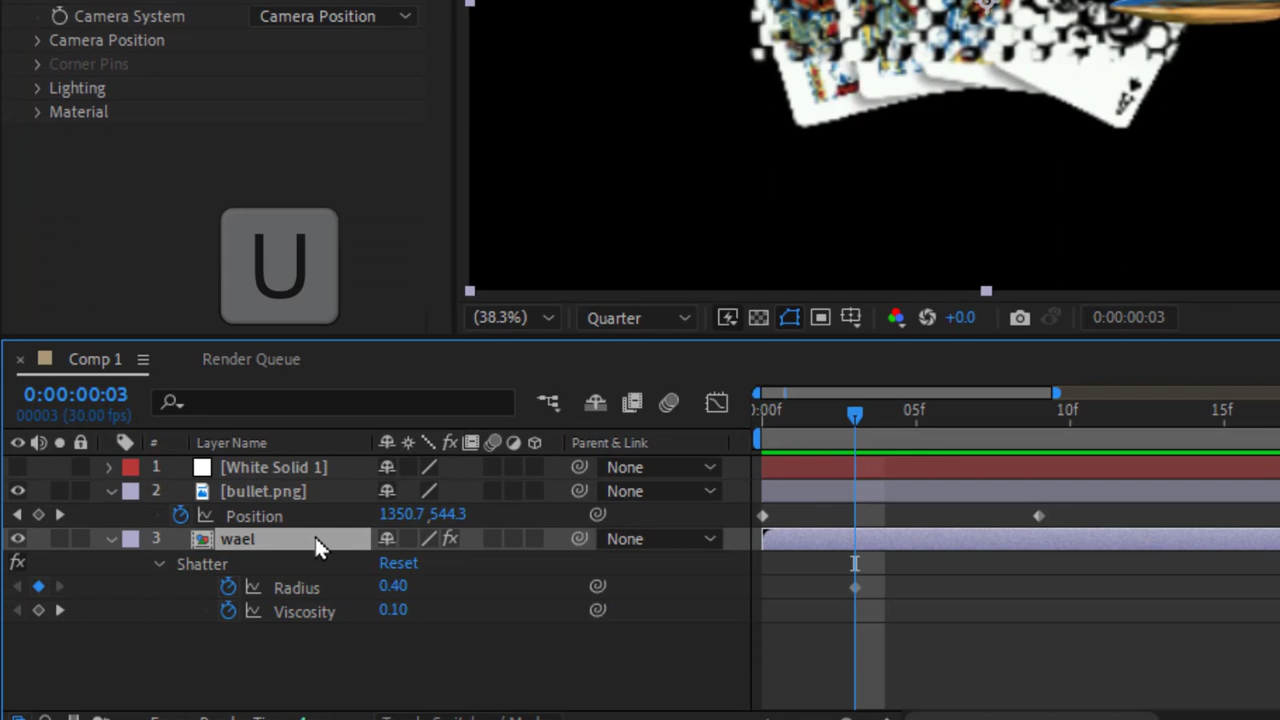 Camera System Camera Position
Camera Position
Corner Pins
Lighting
Material
U
(38.3%) Quarter +0.0 0:00:00:03
× Comp 1 Render Queue
0:00:00:03
00003 (30.00 fps)
:00f 05f 10f 15f
# Layer Name fx Parent & Link
1 [White Solid 1] None
2 [bullet.png] None
Position 1350.7,544.3
3 wael fx None
fx Shatter Reset
Radius 0.40
Viscosity 0.10